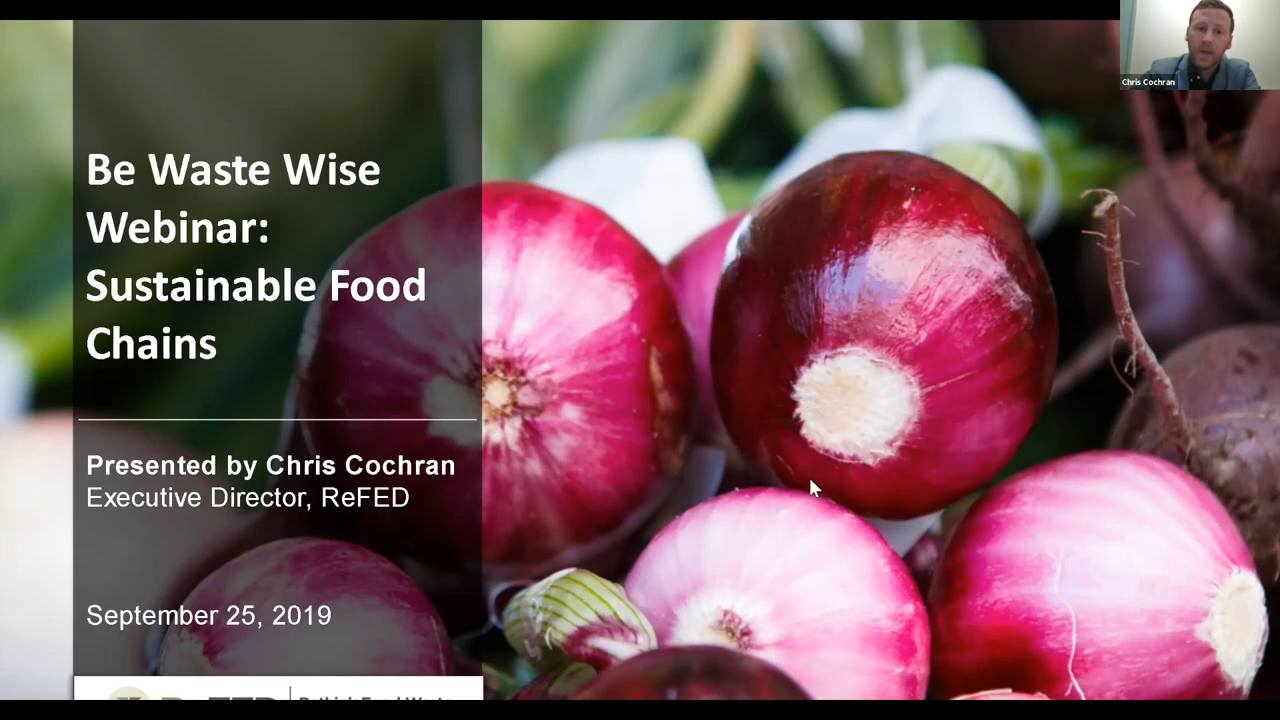 Chris Cochran
Be Waste Wise
Webinar:
Sustainable Food
Chains
Presented by Chris Cochran
Executive Director, ReFED
September 25, 2019